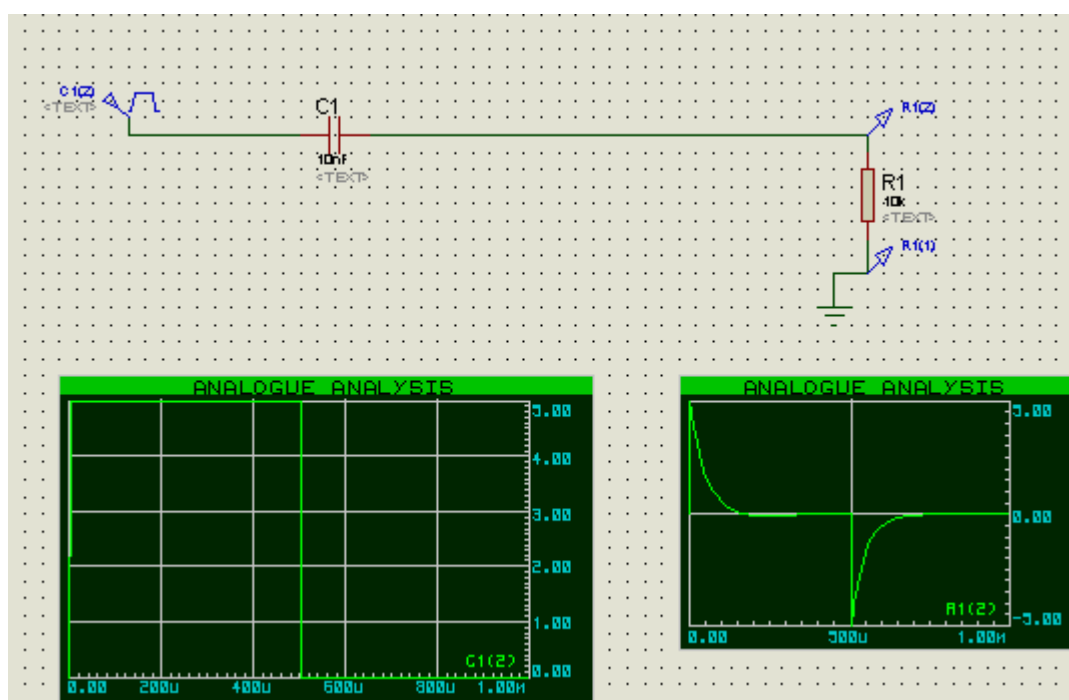 C1(2)
<TEXT>
C1
10nF
<TEXT>
R1(2)
R1
10k
<TEXT>
R1(1)
ANALOGUE ANALYSIS
5.00
4.00
3.00
2.00
1.00
C1(2)
0.00
0.00 200u 400u 600u 800u 1.00m
ANALOGUE ANALYSIS
5.00
0.00
R1(2)
-5.00
0.00 500u 1.00m